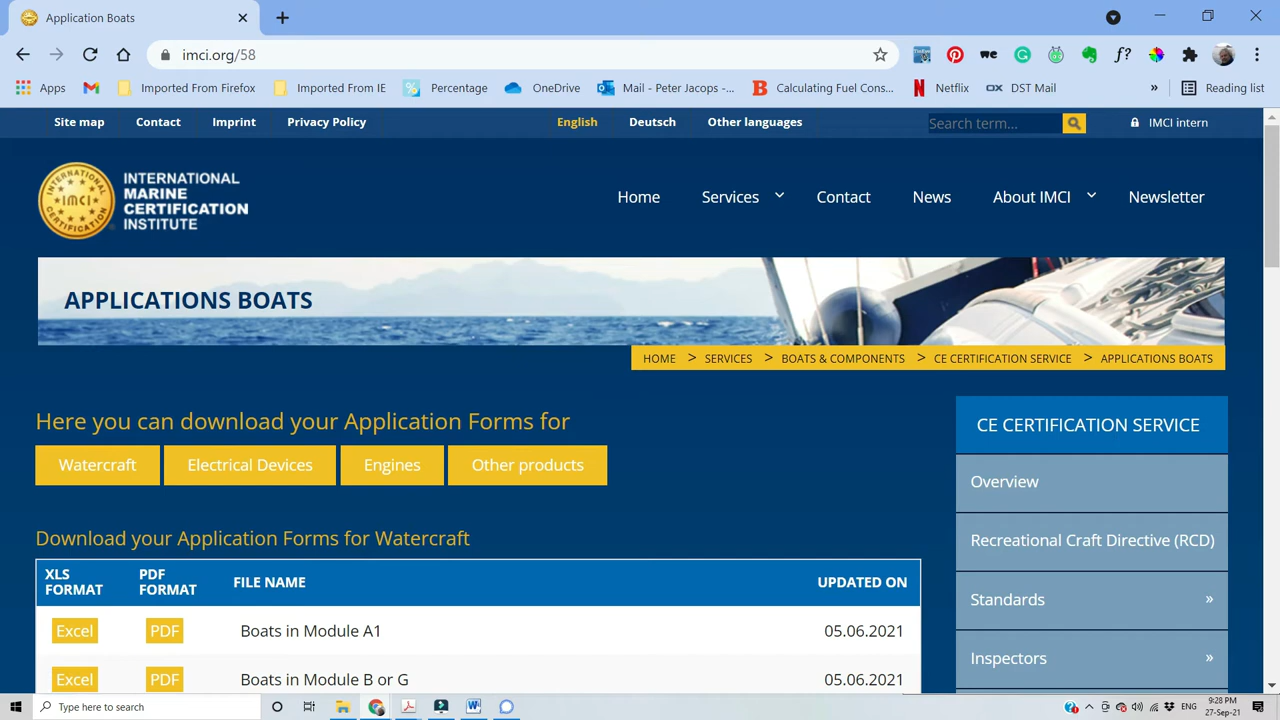 Application Boats
imci.org/58
Apps
Imported From Firefox
Imported From IE
Percentage
OneDrive
Mail - Peter Jacops -...
Calculating Fuel Cons...
Netflix
DST Mail
»
Reading list
Site map
Contact
Imprint
Privacy Policy
English
Deutsch
Other languages
Search term...
IMCI intern
IMCI
INTERNATIONAL
MARINE
CERTIFICATION
INSTITUTE
Home
Services
Contact
News
About IMCI
Newsletter
APPLICATIONS BOATS
HOME > SERVICES > BOATS & COMPONENTS > CE CERTIFICATION SERVICE > APPLICATIONS BOATS
Here you can download your Application Forms for
Watercraft
Electrical Devices
Engines
Other products
CE CERTIFICATION SERVICE
Overview
Recreational Craft Directive (RCD)
Standards »
Inspectors »
Download your Application Forms for Watercraft
XLS FORMAT
PDF FORMAT
FILE NAME
UPDATED ON
Excel PDF Boats in Module A1 05.06.2021
Excel PDF Boats in Module B or G 05.06.2021
Type here to search
ENG
9:28 PM
27-Sep-21